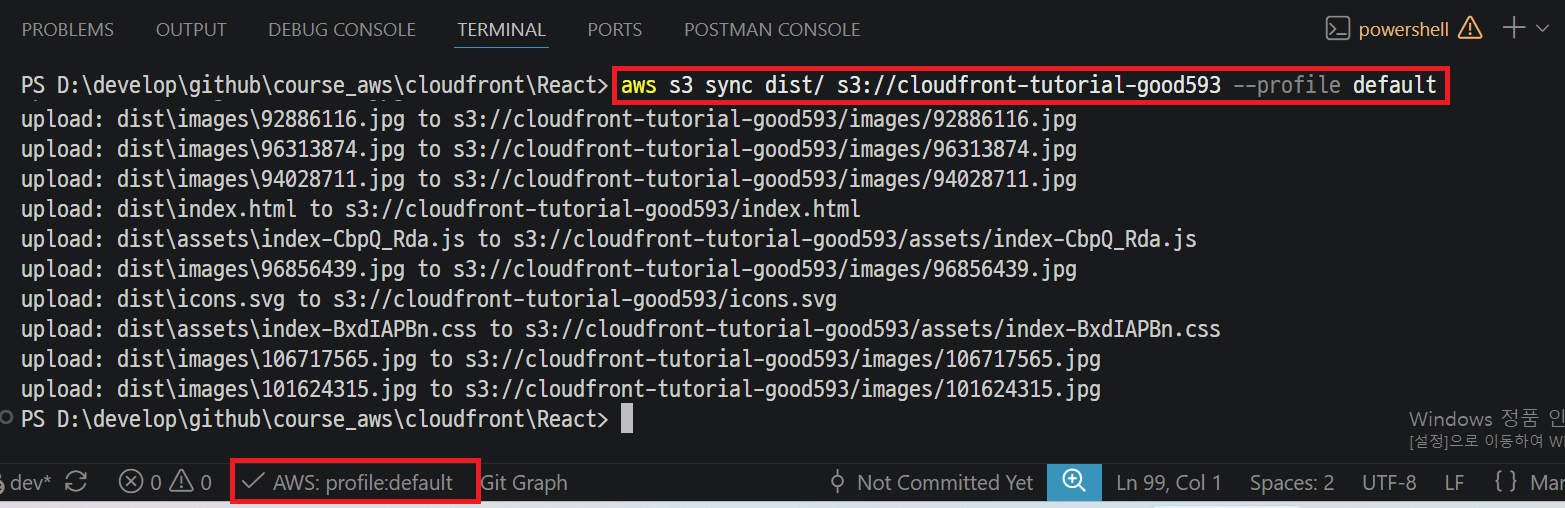 PROBLEMS OUTPUT DEBUG CONSOLE TERMINAL PORTS POSTMAN CONSOLE powershell
PS D:\develop\github\course_aws\cloudfront\React> aws s3 sync dist/ s3://cloudfront-tutorial-good593 --profile default
upload: dist\images\92886116.jpg to s3://cloudfront-tutorial-good593/images/92886116.jpg
upload: dist\images\96313874.jpg to s3://cloudfront-tutorial-good593/images/96313874.jpg
upload: dist\images\94028711.jpg to s3://cloudfront-tutorial-good593/images/94028711.jpg
upload: dist\index.html to s3://cloudfront-tutorial-good593/index.html
upload: dist\assets\index-CbpQ_Rda.js to s3://cloudfront-tutorial-good593/assets/index-CbpQ_Rda.js
upload: dist\images\96856439.jpg to s3://cloudfront-tutorial-good593/images/96856439.jpg
upload: dist\icons.svg to s3://cloudfront-tutorial-good593/icons.svg
upload: dist\assets\index-BxdIAPBn.css to s3://cloudfront-tutorial-good593/assets/index-BxdIAPBn.css
upload: dist\images\106717565.jpg to s3://cloudfront-tutorial-good593/images/106717565.jpg
upload: dist\images\101624315.jpg to s3://cloudfront-tutorial-good593/images/101624315.jpg
PS D:\develop\github\course_aws\cloudfront\React>
Windows 정품 인
[설정]으로 이동하여 Wi
dev* 0 0 AWS: profile:default Git Graph Not Committed Yet Ln 99, Col 1 Spaces: 2 UTF-8 LF { } Mar